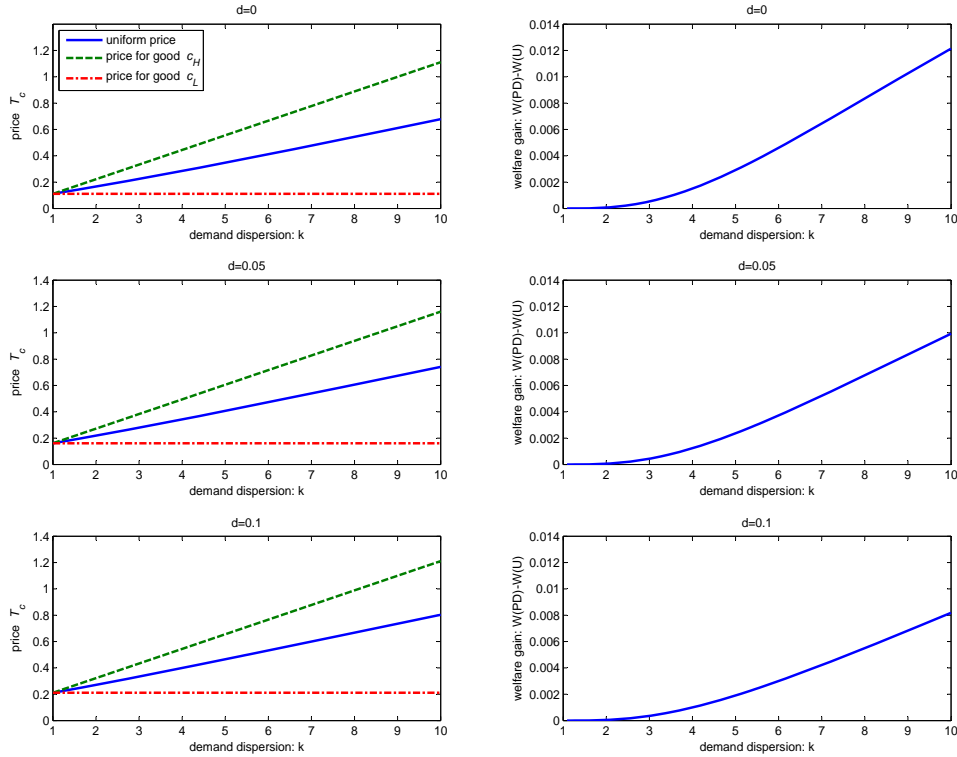 d=0
1.2
1
0.8
0.6
0.4
0.2
0
price T_c
uniform price
price for good c_H
price for good c_L
1 2 3 4 5 6 7 8 9 10
demand dispersion: k
d=0
0.014
0.012
0.01
0.008
0.006
0.004
0.002
0
welfare gain: W(PD)-W(U)
1 2 3 4 5 6 7 8 9 10
demand dispersion: k
d=0.05
1.4
1.2
1
0.8
0.6
0.4
0.2
0
price T_c
1 2 3 4 5 6 7 8 9 10
demand dispersion: k
d=0.05
0.014
0.012
0.01
0.008
0.006
0.004
0.002
0
welfare gain: W(PD)-W(U)
1 2 3 4 5 6 7 8 9 10
demand dispersion: k
d=0.1
1.4
1.2
1
0.8
0.6
0.4
0.2
0
price T_c
1 2 3 4 5 6 7 8 9 10
demand dispersion: k
d=0.1
0.014
0.012
0.01
0.008
0.006
0.004
0.002
0
welfare gain: W(PD)-W(U)
1 2 3 4 5 6 7 8 9 10
demand dispersion: k